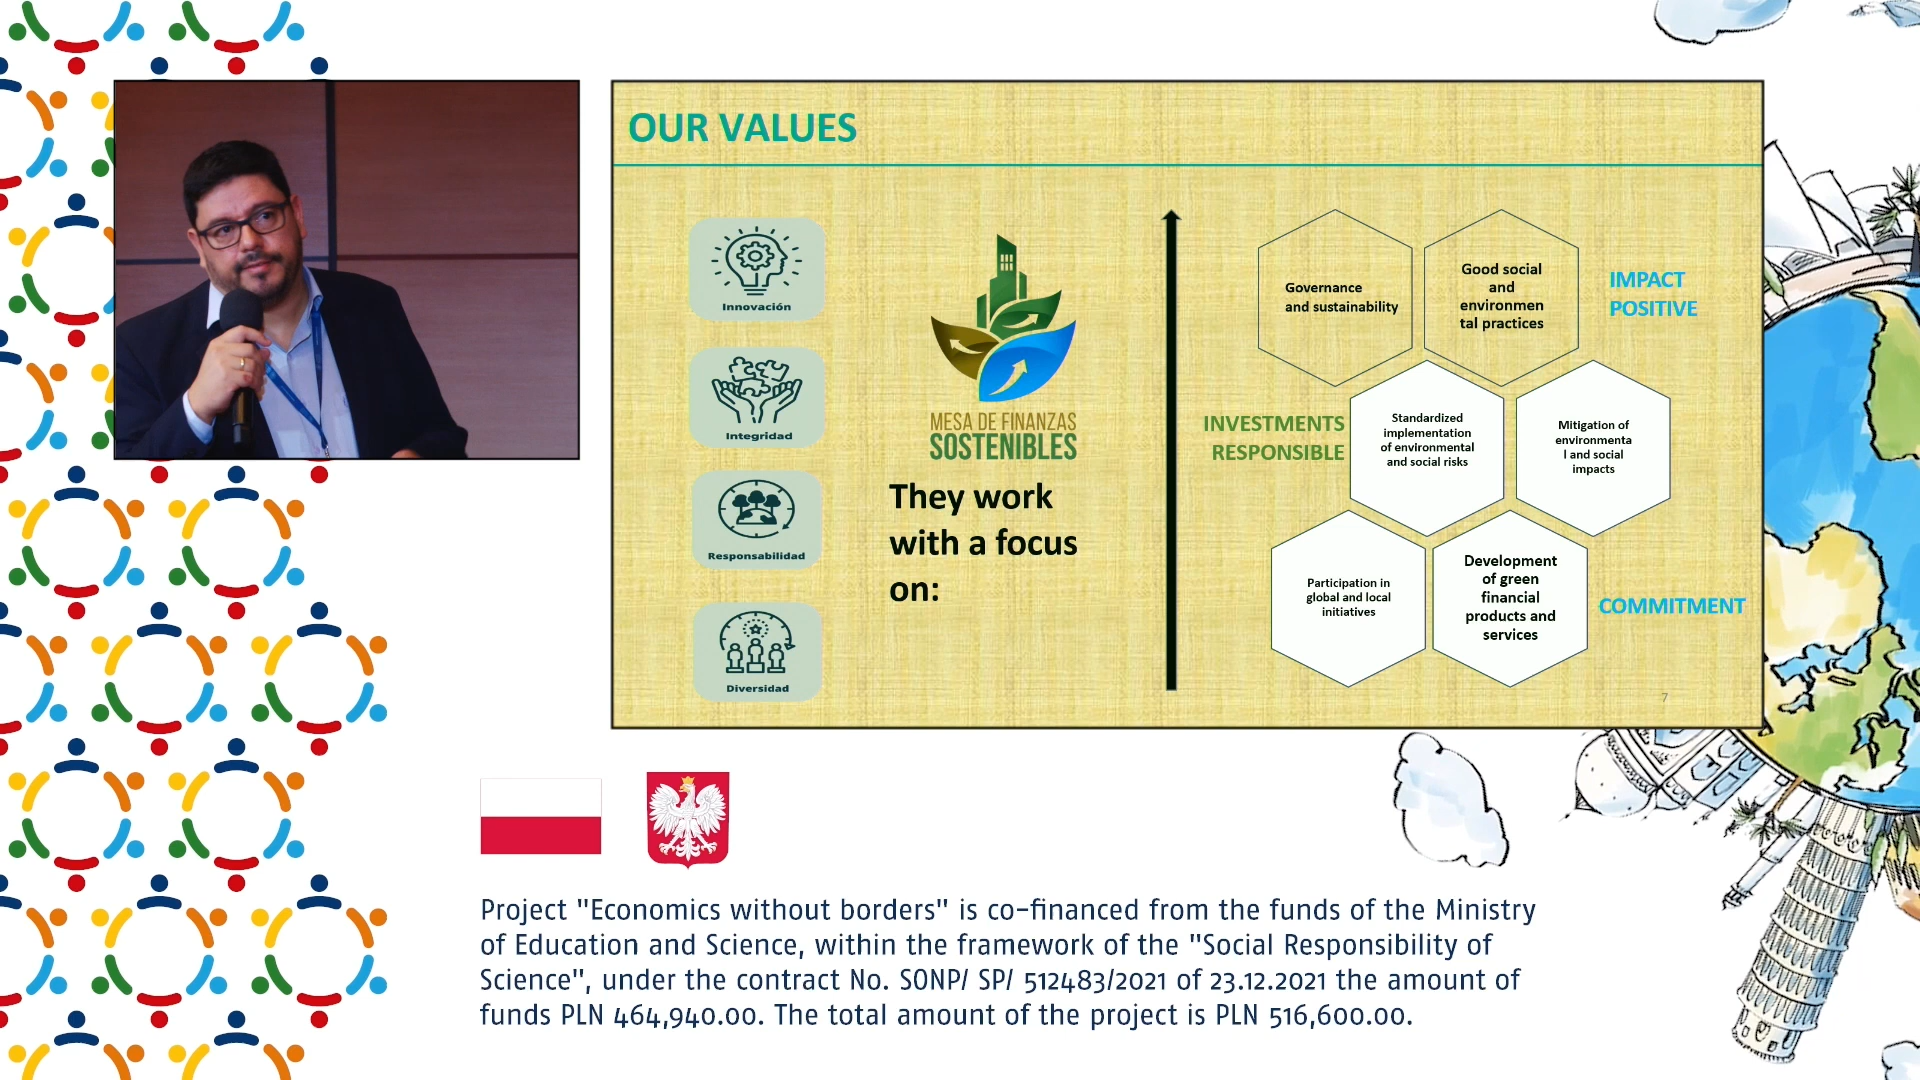 OUR VALUES
Innovación
Integridad
Responsabilidad
Diversidad
MESA DE FINANZAS
SOSTENIBLES
They work
with a focus
on:
Governance
and sustainability
Good social
and
environmen
tal practices
IMPACT
POSITIVE
INVESTMENTS
RESPONSIBLE
Standardized
implementation
of environmental
and social risks
Mitigation of
environmenta
l and social
impacts
Participation in
global and local
initiatives
Development
of green
financial
products and
services
COMMITMENT
7
Project "Economics without borders" is co-financed from the funds of the Ministry
of Education and Science, within the framework of the "Social Responsibility of
Science", under the contract No. SONP/ SP/ 512483/2021 of 23.12.2021 the amount of
funds PLN 464,940.00. The total amount of the project is PLN 516,600.00.